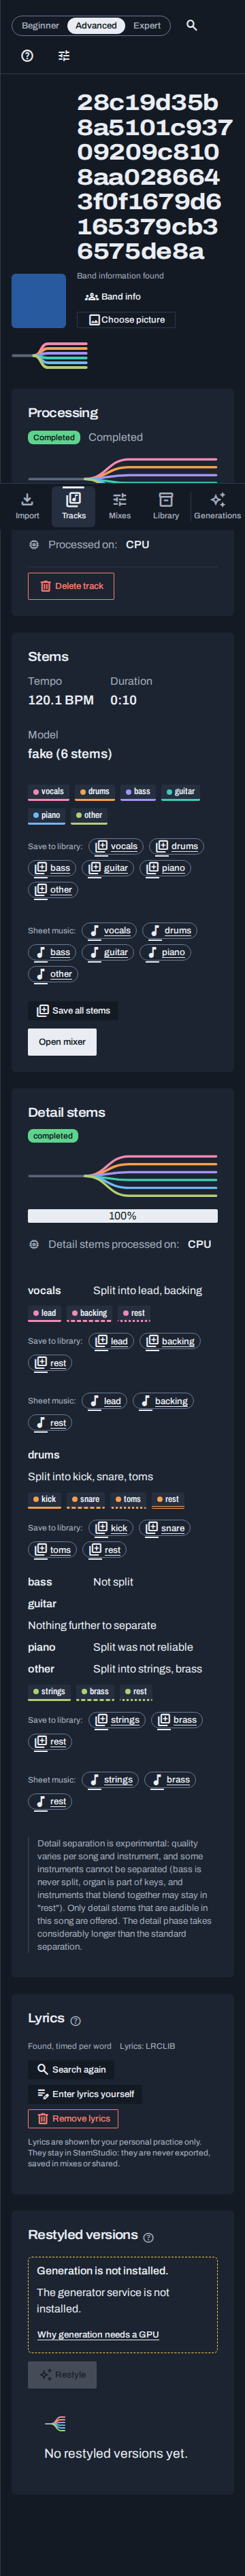 Beginner Advanced Expert
28c19d35b
8a5101c937
09209c810
8aa028664
3f0f1679d6
165379cb3
6575de8a
Band information found
Band info
Choose picture
Processing
Completed Completed
Import Tracks Mixes Library Generations
Processed on: CPU
Delete track
Stems
Tempo Duration
120.1 BPM 0:10
Model
fake (6 stems)
vocals drums bass guitar
piano other
Save to library: vocals drums
bass guitar piano
other
Sheet music: vocals drums
bass guitar piano
other
Save all stems
Open mixer
Detail stems
completed
100%
Detail stems processed on: CPU
vocals Split into lead, backing
lead backing rest
Save to library: lead backing
rest
Sheet music: lead backing
rest
drums
Split into kick, snare, toms
kick snare toms rest
Save to library: kick snare
toms rest
bass Not split
guitar
Nothing further to separate
piano Split was not reliable
other Split into strings, brass
strings brass rest
Save to library: strings brass
rest
Sheet music: strings brass
rest
Detail separation is experimental: quality
varies per song and instrument, and some
instruments cannot be separated (bass is
never split, organ is part of keys, and
instruments that blend together may stay in
"rest"). Only detail stems that are audible in
this song are offered. The detail phase takes
considerably longer than the standard
separation.
Lyrics
Found, timed per word Lyrics: LRCLIB
Search again
Enter lyrics yourself
Remove lyrics
Lyrics are shown for your personal practice only.
They stay in StemStudio: they are never exported,
saved in mixes or shared.
Restyled versions
Generation is not installed.
The generator service is not
installed.
Why generation needs a GPU
Restyle
No restyled versions yet.